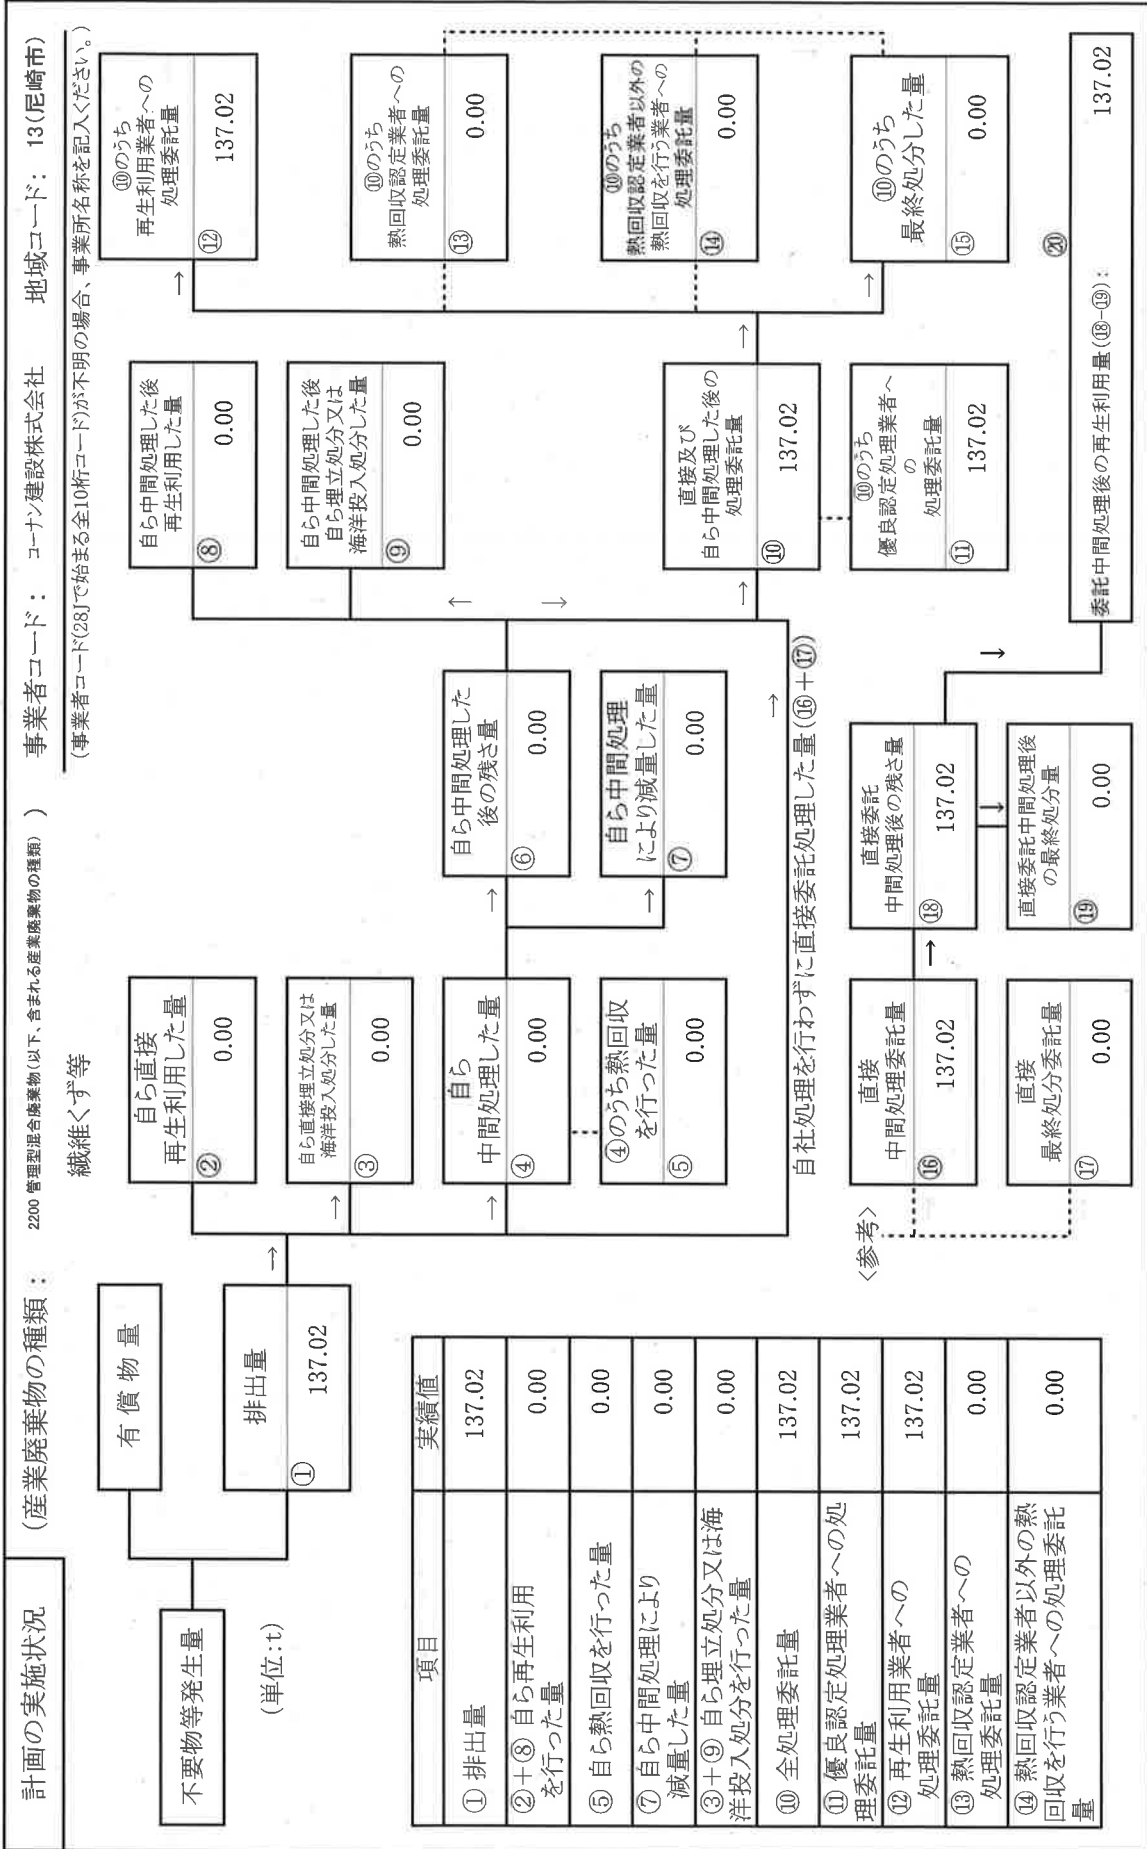 計画の実施状況
(産業廃棄物の種類 :
2200 管理型混合廃棄物(以下、含まれる産業廃棄物の種類)
)
繊維くず等
事業者コード :
コーナン建設株式会社
地域コード :
13(尼崎市)
(事業者コード(28」で始まる全10桁コード)が不明の場合、事業所名称を記入ください。)
不要物等発生量
(単位:t)
有 償 物 量
排出量
①
137.02
→
自ら直接
再生利用した量
②
0.00
→
自ら直接埋立処分又は
海洋投入処分した量
③
0.00
→
自ら
中間処理した量
④
0.00
④のうち熱回収
を行った量
⑤
0.00
→
自ら中間処理した
後の残さ量
⑥
0.00
→
自ら中間処理
により減量した量
⑦
0.00
↑
↓
自ら中間処理した後
再生利用した量
⑧
0.00
自ら中間処理した後
自ら埋立処分又は
海洋投入処分した量
⑨
0.00
→
直接及び
自ら中間処理した後の
処理委託量
⑩
137.02
⑩のうち
優良認定処理業者へ
の
処理委託量
⑪
137.02
→
→
⑩のうち
再生利用業者への
処理委託量
⑫
137.02
⑩のうち
熱回収認定業者への
処理委託量
⑬
0.00
⑩のうち
熱回収認定業者以外の
熱回収を行う業者への
処理委託量
⑭
0.00
→
⑩のうち
最終処分した量
⑮
0.00
自社処理を行わずに直接委託処理した量(⑯+⑰)
→
<参考>
直接
中間処理委託量
⑯
137.02
直接
最終処分委託量
⑰
0.00
→
直接委託
中間処理後の残さ量
⑱
137.02
↓
直接委託中間処理後
の最終処分量
⑲
0.00
↓
⑳
委託中間処理後の再生利用量(⑱-⑲) :
137.02
項目
実績値
① 排出量
137.02
②+⑧ 自ら再生利用
を行った量
0.00
⑤ 自ら熱回収を行った量
0.00
⑦ 自ら中間処理により
減量した量
0.00
③+⑨ 自ら埋立処分又は海
洋投入処分を行った量
0.00
⑩ 全処理委託量
137.02
⑪ 優良認定処理業者への処
理委託量
137.02
⑫ 再生利用業者への
処理委託量
137.02
⑬ 熱回収認定業者への
処理委託量
0.00
⑭ 熱回収認定業者以外の熱
回収を行う業者への処理委託
量
0.00